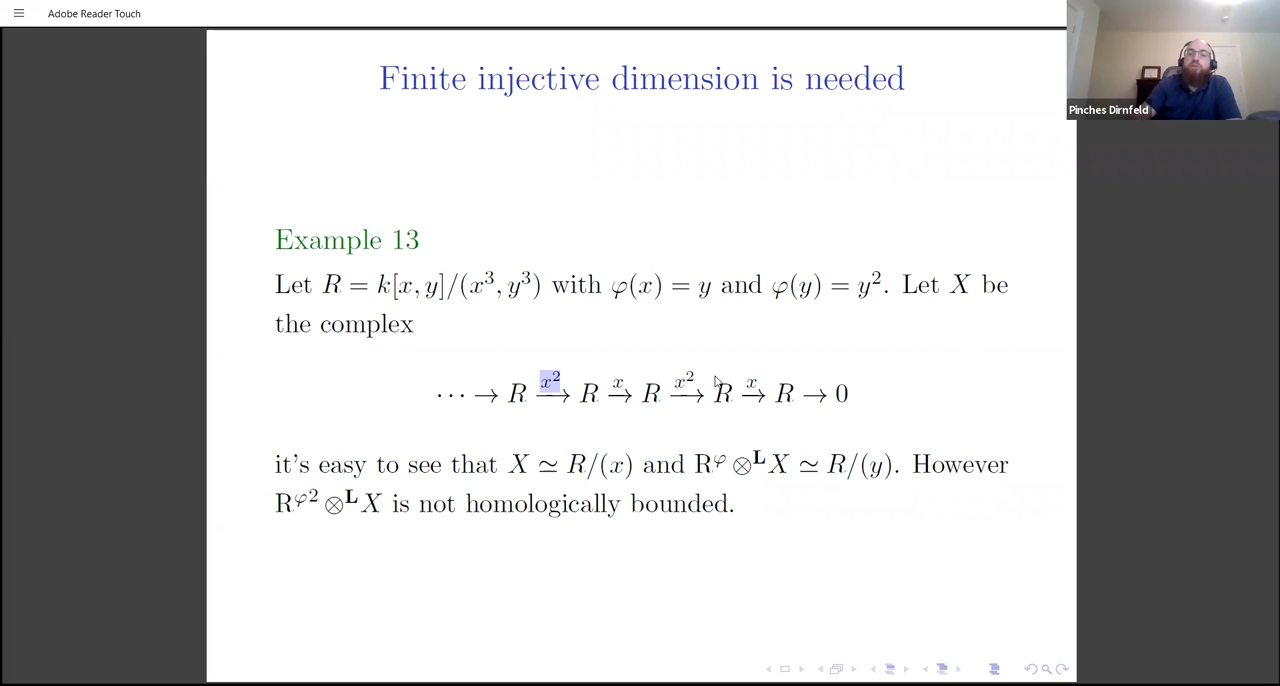 Adobe Reader Touch
Pinches Dirnfeld
Finite injective dimension is needed
Example 13
Let R = k[x, y]/(x³, y³) with φ(x) = y and φ(y) = y². Let X be
the complex
⋯ → R →^{x²} R →^{x} R →^{x²} R →^{x} R → 0
it's easy to see that X ≃ R/(x) and R^φ ⊗^L X ≃ R/(y). However
R^{φ2} ⊗^L X is not homologically bounded.